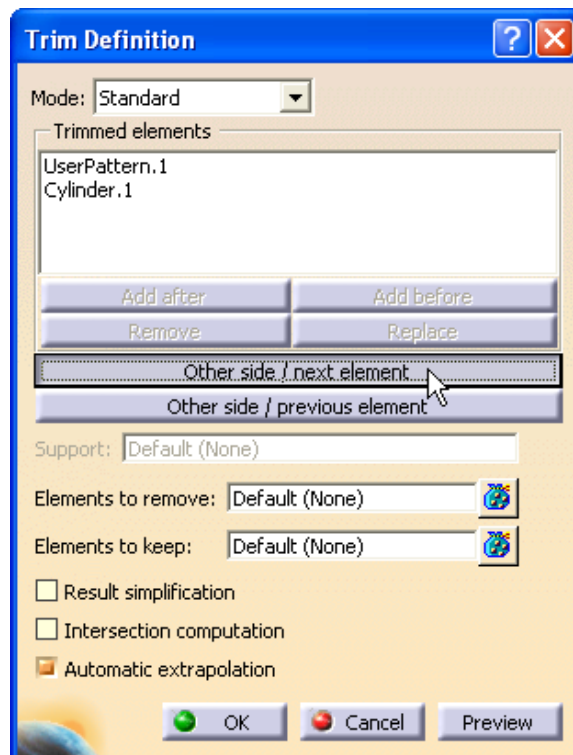 Trim Definition
Mode: Standard
Trimmed elements
UserPattern.1
Cylinder.1
Add after Add before
Remove Replace
Other side / next element
Other side / previous element
Support: Default (None)
Elements to remove: Default (None)
Elements to keep: Default (None)
Result simplification
Intersection computation
Automatic extrapolation
OK Cancel Preview